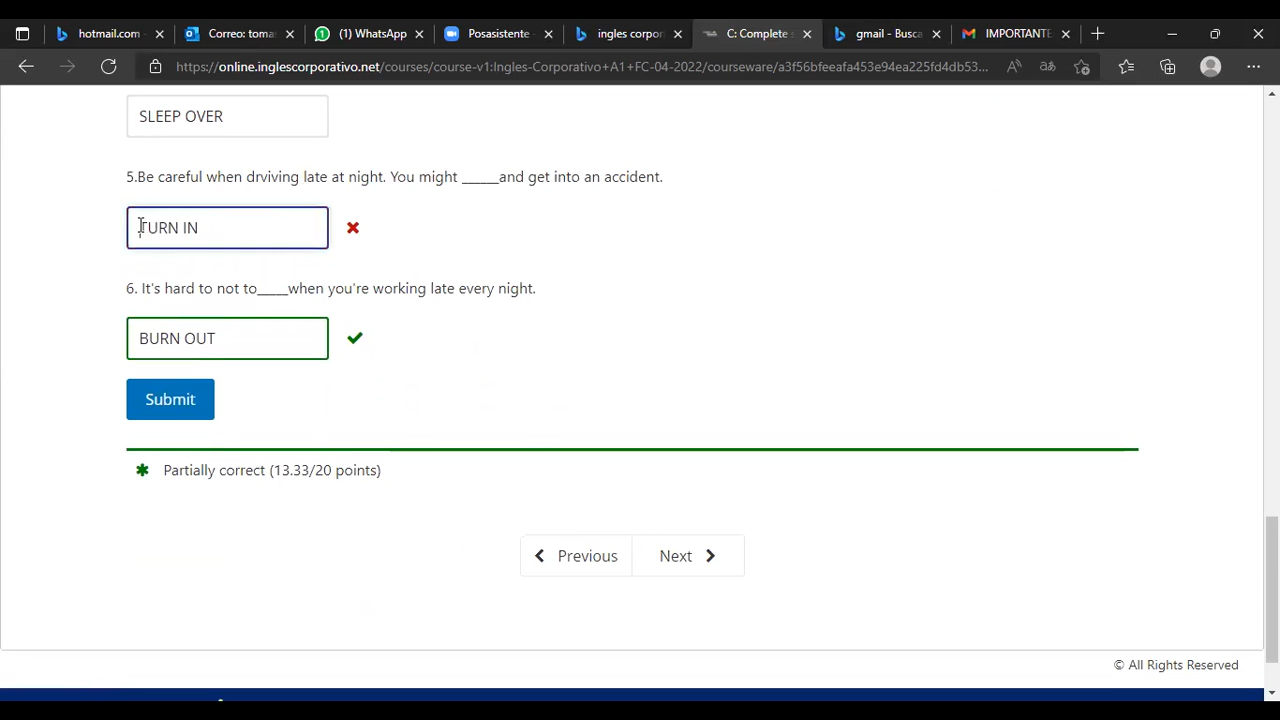 hotmail.com -
Correo: toma
(1) WhatsApp
Posasistente -
ingles corpor
C: Complete s
gmail - Busca
IMPORTANTE
https://online.inglescorporativo.net/courses/course-v1:Ingles-Corporativo+A1+FC-04-2022/courseware/a3f56bfeefa453e94ea225fd4db53...
SLEEP OVER
5.Be careful when drviving late at night. You might ______and get into an accident.
TURN IN
6. It's hard to not to_____when you're working late every night.
BURN OUT
Submit
Partially correct (13.33/20 points)
Previous
Next
© All Rights Reserved